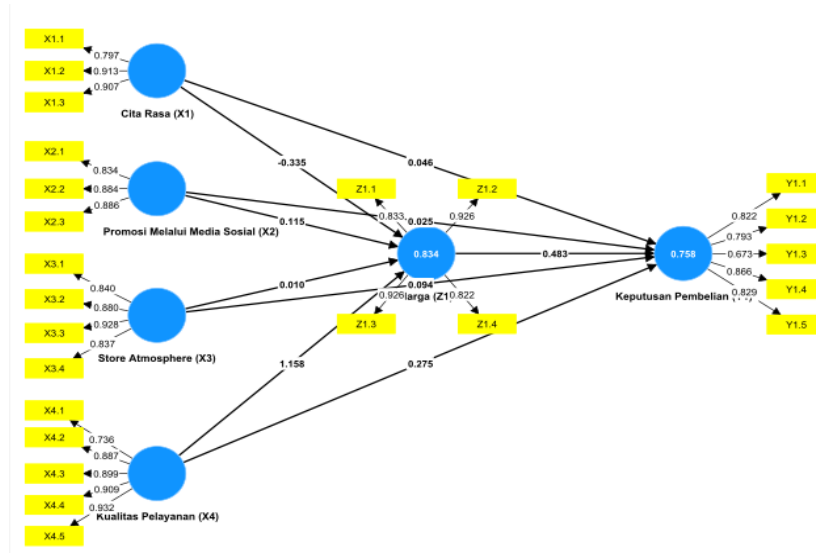 X1.1
0.797
X1.2
0.913
0.907
X1.3
Cita Rasa (X1)
X2.1
0.834
X2.2
0.884
0.886
X2.3
Promosi Melalui Media Sosial (X2)
X3.1
0.840
X3.2
0.880
X3.3
0.928
0.837
X3.4
Store Atmosphere (X3)
X4.1
0.736
X4.2
0.887
X4.3
0.899
X4.4
0.909
0.932
X4.5
Kualitas Pelayanan (X4)
-0.335
0.046
0.115
0.025
0.010
0.094
1.158
0.275
0.483
Z1.1
Z1.2
0.833
0.926
0.834
0.926
0.822
Z1.3
Z1.4
0.758
Keputusan Pembelian
Y1.1
0.822
Y1.2
0.793
Y1.3
0.673
0.866
Y1.4
0.829
Y1.5